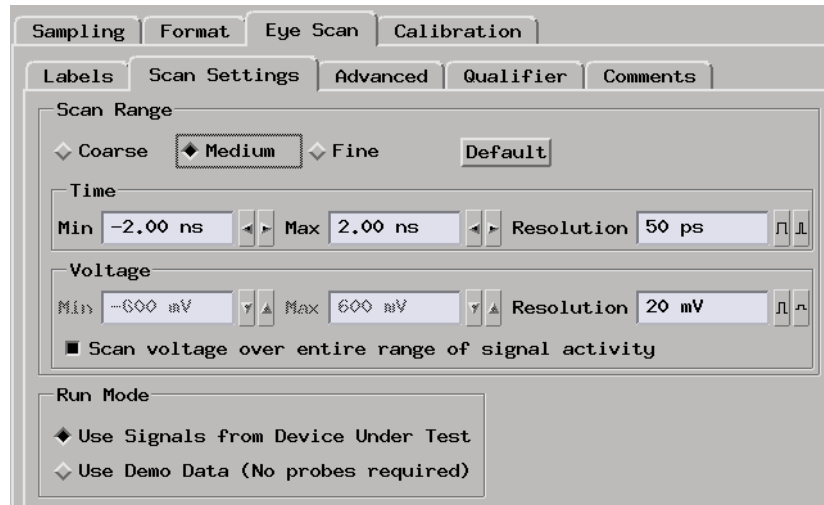 Sampling Format Eye Scan Calibration
Labels Scan Settings Advanced Qualifier Comments
Scan Range
Coarse Medium Fine Default
Time
Min -2.00 ns Max 2.00 ns Resolution 50 ps
Voltage
Min -600 mV Max 600 mV Resolution 20 mV
Scan voltage over entire range of signal activity
Run Mode
Use Signals from Device Under Test
Use Demo Data (No probes required)